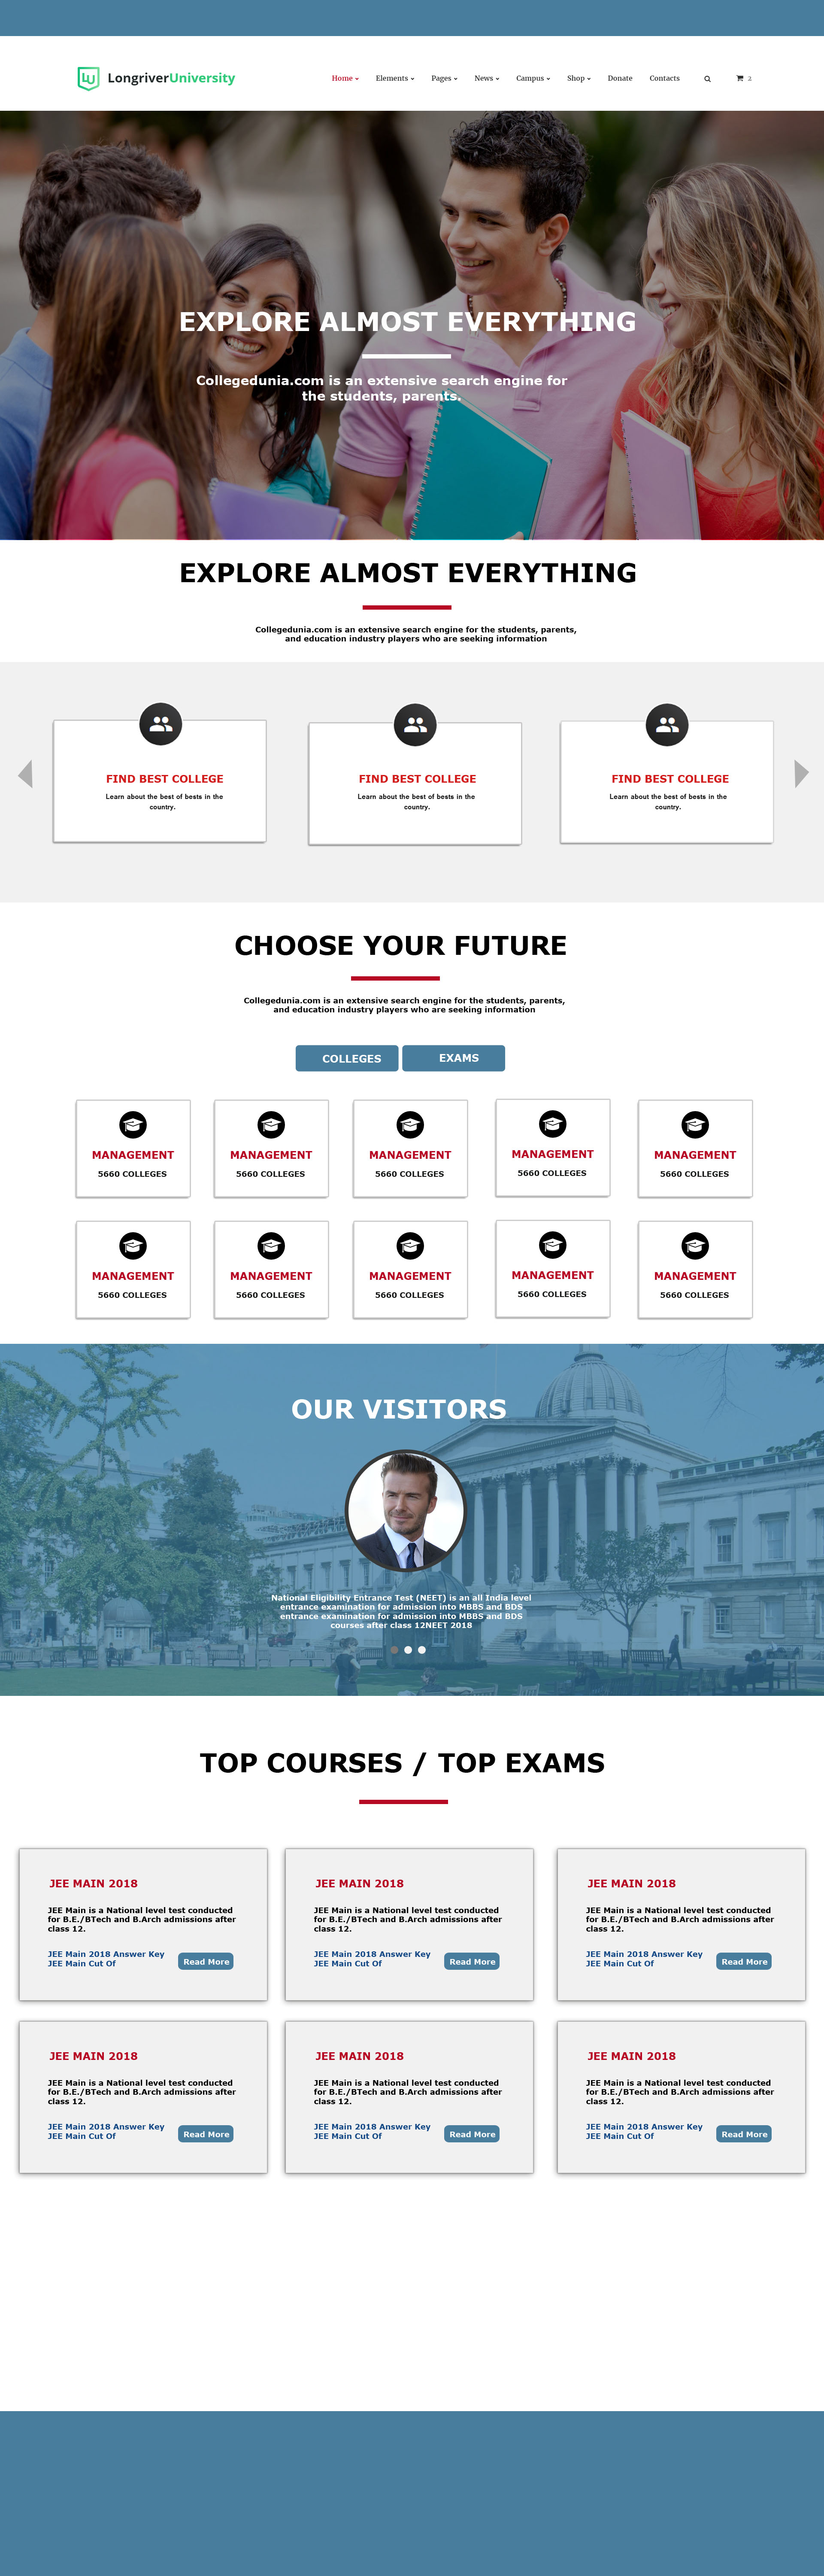 LongriverUniversity
Home Elements Pages News Campus Shop Donate Contacts 2
EXPLORE ALMOST EVERYTHING
Collegedunia.com is an extensive search engine for
the students, parents.
EXPLORE ALMOST EVERYTHING
Collegedunia.com is an extensive search engine for the students, parents,
and education industry players who are seeking information
FIND BEST COLLEGE
Learn about the best of bests in the
country.
FIND BEST COLLEGE
Learn about the best of bests in the
country.
FIND BEST COLLEGE
Learn about the best of bests in the
country.
CHOOSE YOUR FUTURE
Collegedunia.com is an extensive search engine for the students, parents,
and education industry players who are seeking information
COLLEGES
EXAMS
MANAGEMENT
5660 COLLEGES
MANAGEMENT
5660 COLLEGES
MANAGEMENT
5660 COLLEGES
MANAGEMENT
5660 COLLEGES
MANAGEMENT
5660 COLLEGES
MANAGEMENT
5660 COLLEGES
MANAGEMENT
5660 COLLEGES
MANAGEMENT
5660 COLLEGES
MANAGEMENT
5660 COLLEGES
MANAGEMENT
5660 COLLEGES
OUR VISITORS
National Eligibility Entrance Test (NEET) is an all India level
entrance examination for admission into MBBS and BDS
entrance examination for admission into MBBS and BDS
courses after class 12NEET 2018
TOP COURSES / TOP EXAMS
JEE MAIN 2018
JEE Main is a National level test conducted
for B.E./BTech and B.Arch admissions after
class 12.
JEE Main 2018 Answer Key
JEE Main Cut Of
Read More
JEE MAIN 2018
JEE Main is a National level test conducted
for B.E./BTech and B.Arch admissions after
class 12.
JEE Main 2018 Answer Key
JEE Main Cut Of
Read More
JEE MAIN 2018
JEE Main is a National level test conducted
for B.E./BTech and B.Arch admissions after
class 12.
JEE Main 2018 Answer Key
JEE Main Cut Of
Read More
JEE MAIN 2018
JEE Main is a National level test conducted
for B.E./BTech and B.Arch admissions after
class 12.
JEE Main 2018 Answer Key
JEE Main Cut Of
Read More
JEE MAIN 2018
JEE Main is a National level test conducted
for B.E./BTech and B.Arch admissions after
class 12.
JEE Main 2018 Answer Key
JEE Main Cut Of
Read More
JEE MAIN 2018
JEE Main is a National level test conducted
for B.E./BTech and B.Arch admissions after
class 12.
JEE Main 2018 Answer Key
JEE Main Cut Of
Read More